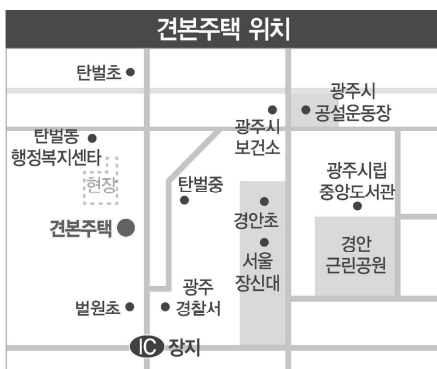 견본주택 위치
탄벌초
광주시
공설운동장
광주시
보건소
탄벌동
행정복지센타
현장
탄벌중
광주시립
중앙도서관
경안초
견본주택
서울
장신대
경안
근린공원
벌원초
광주
경찰서
IC 장지